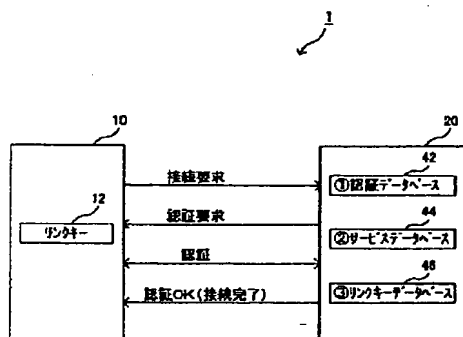 1
10
20
12
リンクキー
接続要求
認証要求
認証
認証OK(接続完了)
42
①認証データベース
44
②サービスデータベース
46
③リンクキーデータベース